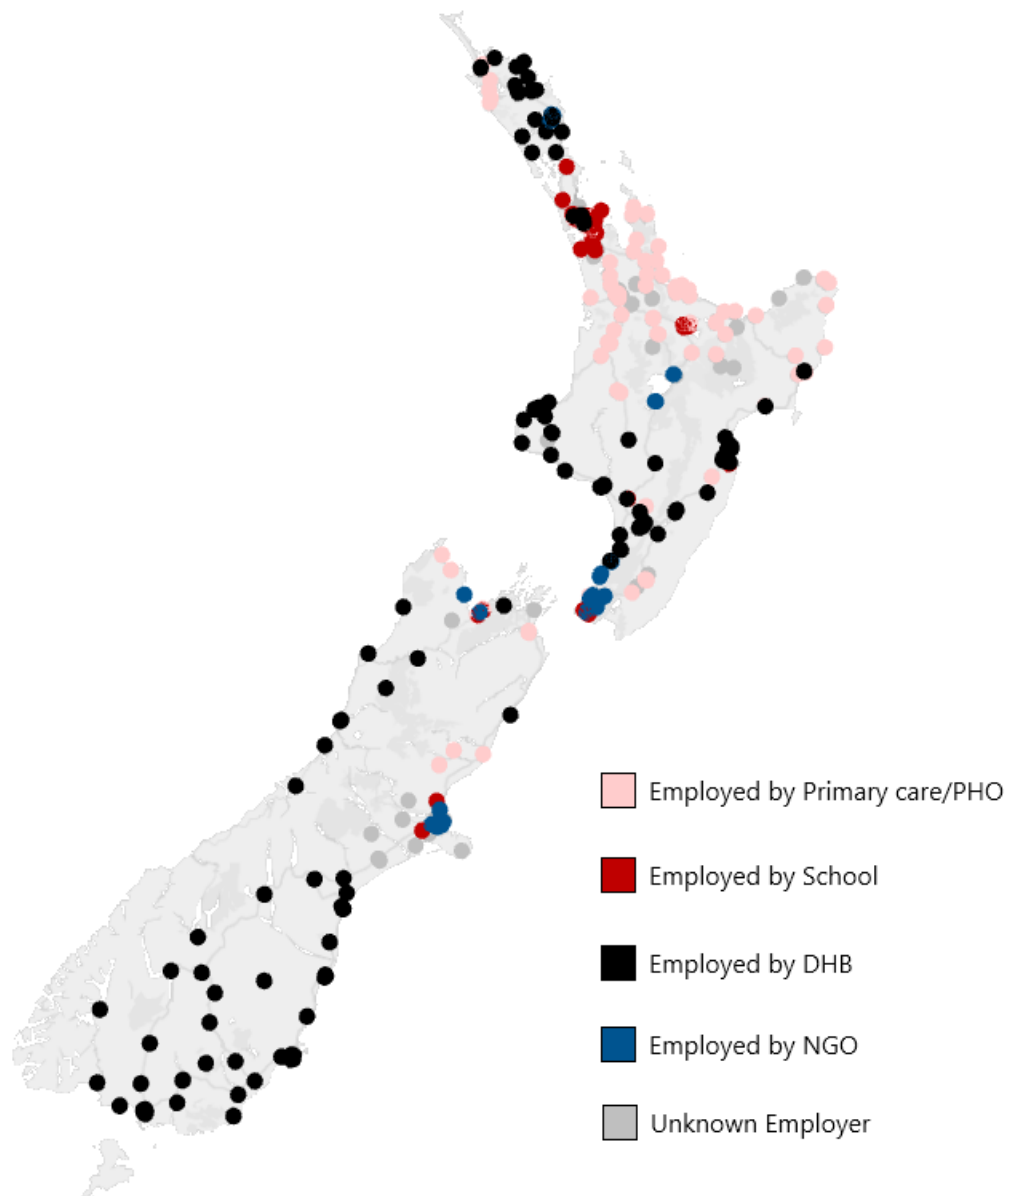 Employed by Primary care/PHO
Employed by School
Employed by DHB
Employed by NGO
Unknown Employer